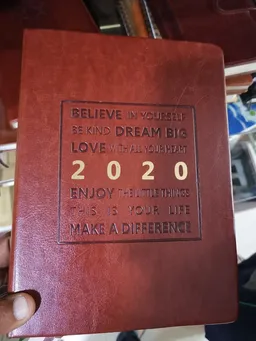 BELIEVE IN YOURSELF
BE KIND DREAM BIG
LOVE WITH ALL YOUR HEART
2020
ENJOY THE LITTLE THINGS
THIS IS YOUR LIFE
MAKE A DIFFERENCE